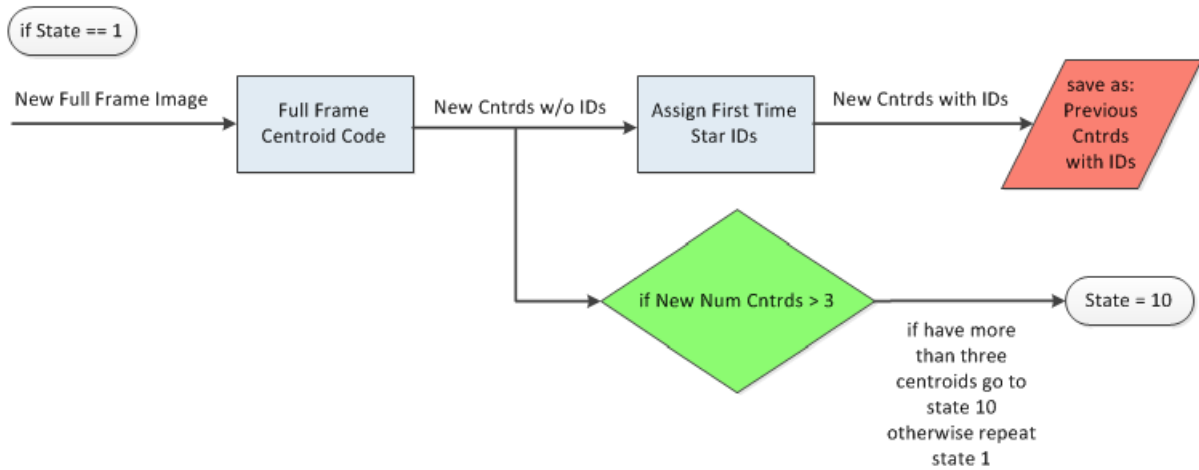 if State == 1
New Full Frame Image
Full Frame
Centroid Code
New Cntrds w/o IDs
Assign First Time
Star IDs
New Cntrds with IDs
save as:
Previous
Cntrds
with IDs
if New Num Cntrds > 3
State = 10
if have more
than three
centroids go to
state 10
otherwise repeat
state 1